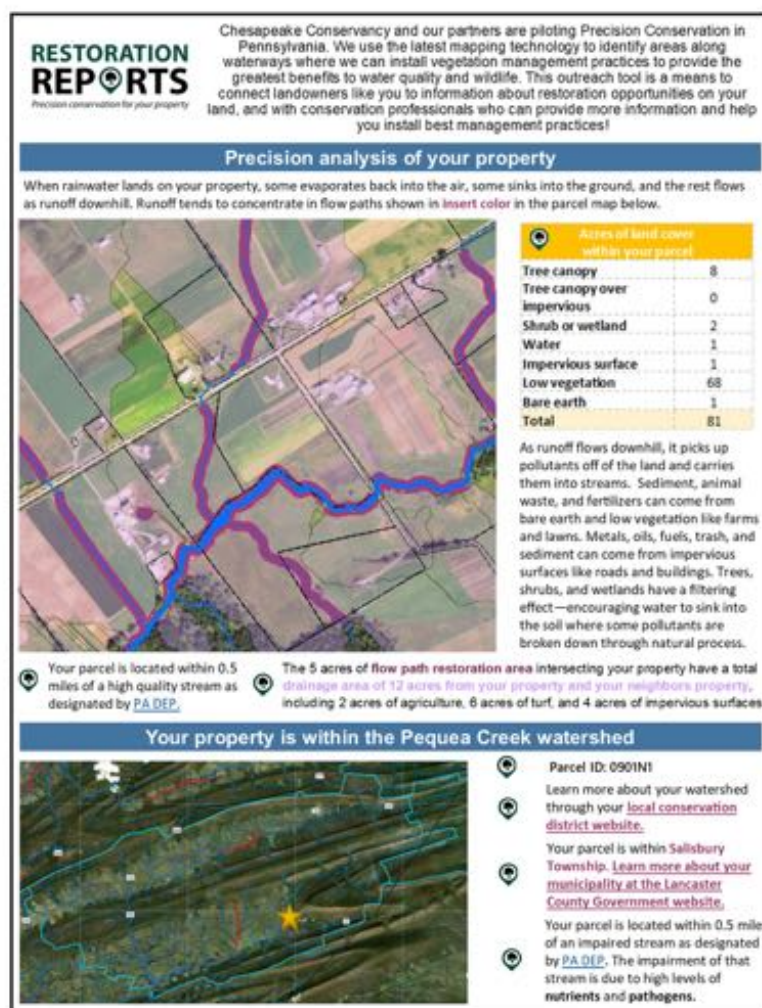 RESTORATION
REPORTS
Precision conservation for your property
Chesapeake Conservancy and our partners are piloting Precision Conservation in
Pennsylvania. We use the latest mapping technology to identify areas along
waterways where we can install vegetation management practices to provide the
greatest benefits to water quality and wildlife. This outreach tool is a means to
connect landowners like you to information about restoration opportunities on your
land, and with conservation professionals who can provide more information and help
you install best management practices!
Precision analysis of your property
When rainwater lands on your property, some evaporates back into the air, some sinks into the ground, and the rest flows
as runoff downhill. Runoff tends to concentrate in flow paths shown in insert color in the parcel map below.
Acres of land cover
within your parcel
Tree canopy 8
Tree canopy over
impervious 0
Shrub or wetland 2
Water 1
Impervious surface 1
Low vegetation 68
Bare earth 1
Total 81
As runoff flows downhill, it picks up
pollutants off of the land and carries
them into streams. Sediment, animal
waste, and fertilizers can come from
bare earth and low vegetation like farms
and lawns. Metals, oils, fuels, trash, and
sediment can come from impervious
surfaces like roads and buildings. Trees,
shrubs, and wetlands have a filtering
effect—encouraging water to sink into
the soil where some pollutants are
broken down through natural process.
Your parcel is located within 0.5
miles of a high quality stream as
designated by PA DEP.
The 5 acres of flow path restoration area intersecting your property have a total
drainage area of 12 acres from your property and your neighbors property,
including 2 acres of agriculture, 6 acres of turf, and 4 acres of impervious surfaces
Your property is within the Pequea Creek watershed
Parcel ID: 0901N1
Learn more about your watershed
through your local conservation
district website.
Your parcel is within Salisbury
Township. Learn more about your
municipality at the Lancaster
County Government website.
Your parcel is located within 0.5 mile
of an impaired stream as designated
by PA DEP. The impairment of that
stream is due to high levels of
nutrients and pathogens.